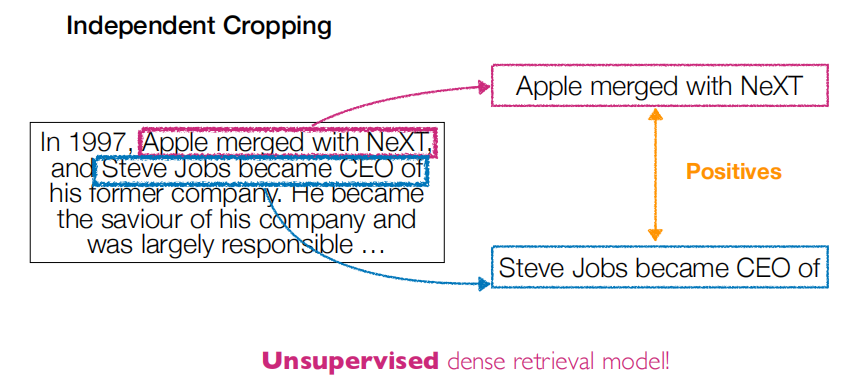 Independent Cropping
In 1997, Apple merged with NeXT,
and Steve Jobs became CEO of
his former company. He became
the saviour of his company and
was largely responsible …
Apple merged with NeXT
Positives
Steve Jobs became CEO of
Unsupervised dense retrieval model!